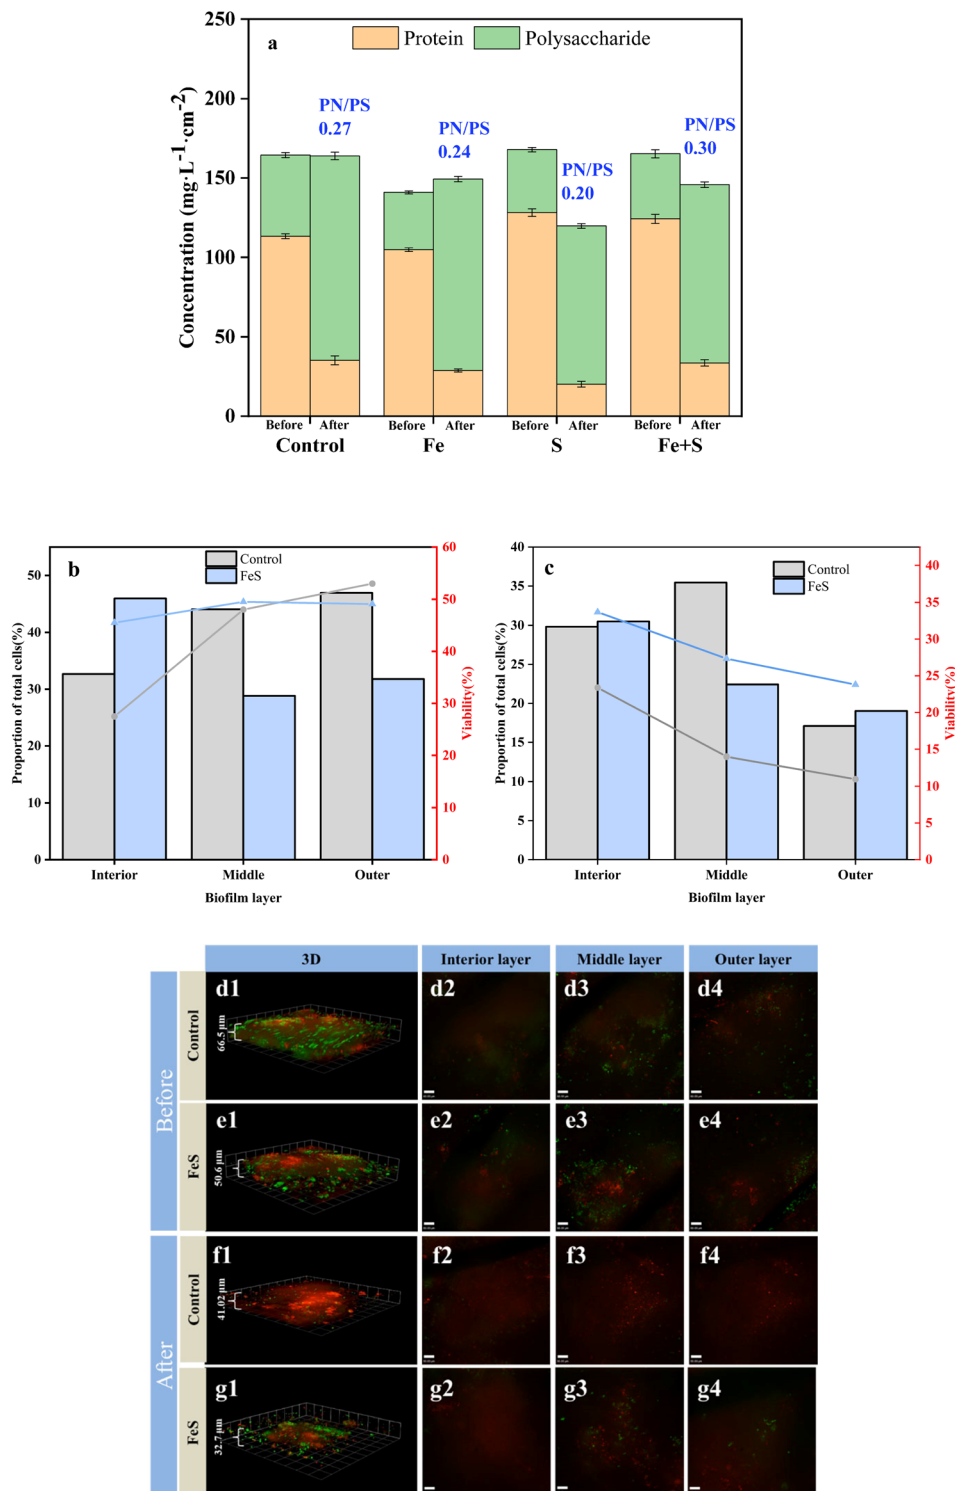 a
Protein
Polysaccharide
Concentration (mg·L⁻¹·cm⁻²)
250
200
150
100
50
0
PN/PS
0.27
PN/PS
0.24
PN/PS
0.20
PN/PS
0.30
Before After Before After Before After Before After
Control Fe S Fe+S
b
Control
FeS
Proportion of total cells(%)
50
40
30
20
10
0
60
50
40
30
20
10
0
Viability(%)
Interior Middle Outer
Biofilm layer
c
Control
FeS
Proportion of total cells(%)
40
35
30
25
20
15
10
5
0
40
35
30
25
20
15
10
5
0
Viability(%)
Interior Middle Outer
Biofilm layer
3D Interior layer Middle layer Outer layer
Before
Control
d1 d2 d3 d4
66.5 μm
FeS
e1 e2 e3 e4
50.6 μm
After
Control
f1 f2 f3 f4
41.02 μm
FeS
g1 g2 g3 g4
32.7 μm